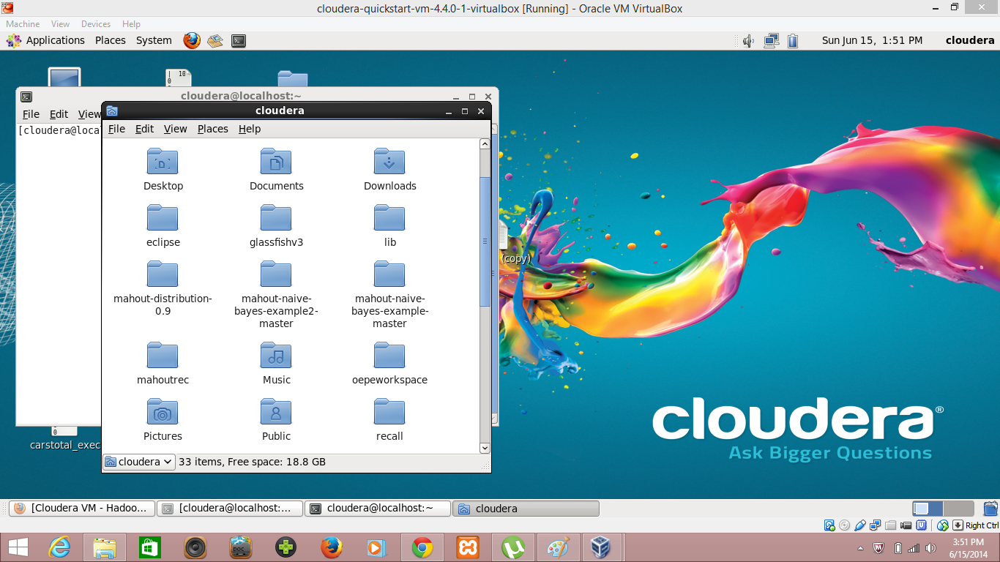 cloudera-quickstart-vm-4.4.0-1-virtualbox [Running] - Oracle VM VirtualBox
Machine View Devices Help
Applications Places System Sun Jun 15, 1:51 PM cloudera
10
0
cloudera@localhost:~
File Edit View
[cloudera@loca
cloudera
File Edit View Places Help
Desktop Documents Downloads
eclipse glassfishv3 lib
mahout-distribution-0.9
mahout-naive-bayes-example2-master
mahout-naive-bayes-example-master
mahoutrec Music oepeworkspace
Pictures Public recall
cloudera 33 items, Free space: 18.8 GB
(copy)
0
carstotal_exec
cloudera®
Ask Bigger Questions
[Cloudera VM - Hadoo... [cloudera@localhost:... cloudera@localhost:~ cloudera
Right Ctrl
DOC
3:51 PM
6/15/2014